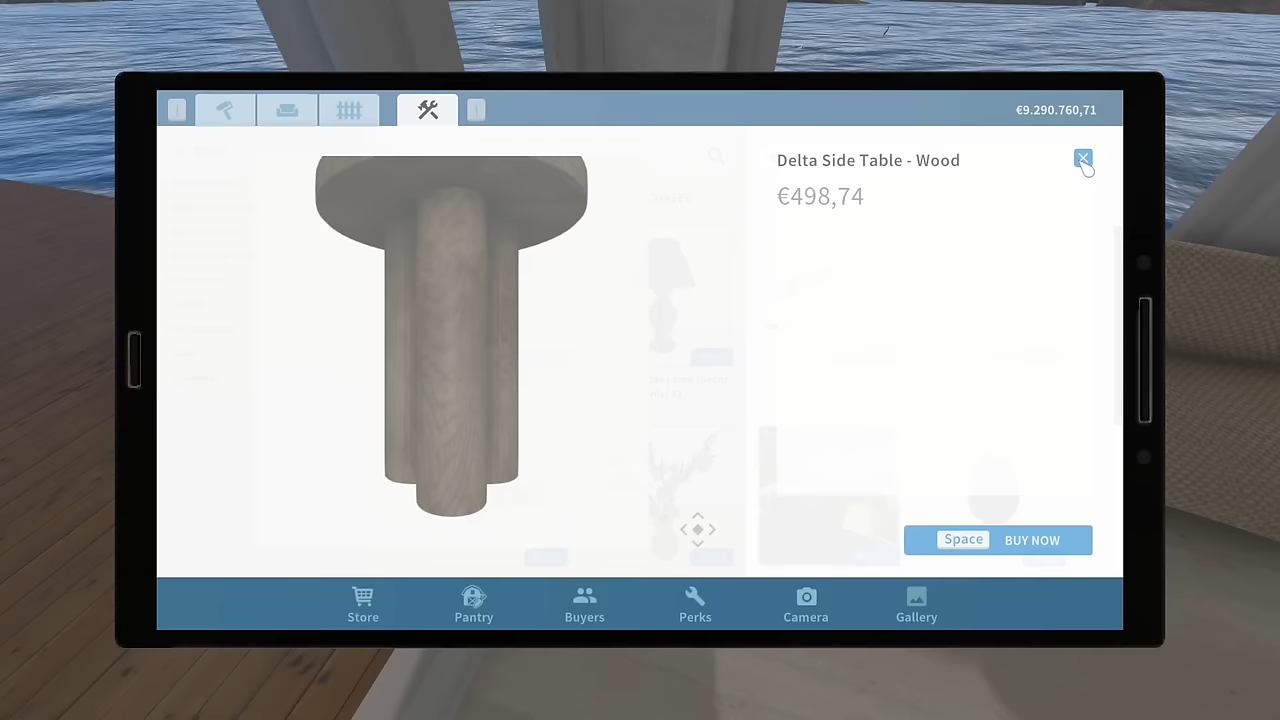 €9.290.760,71
Delta Side Table - Wood
€498,74
Space BUY NOW
Store
Pantry
Buyers
Perks
Camera
Gallery